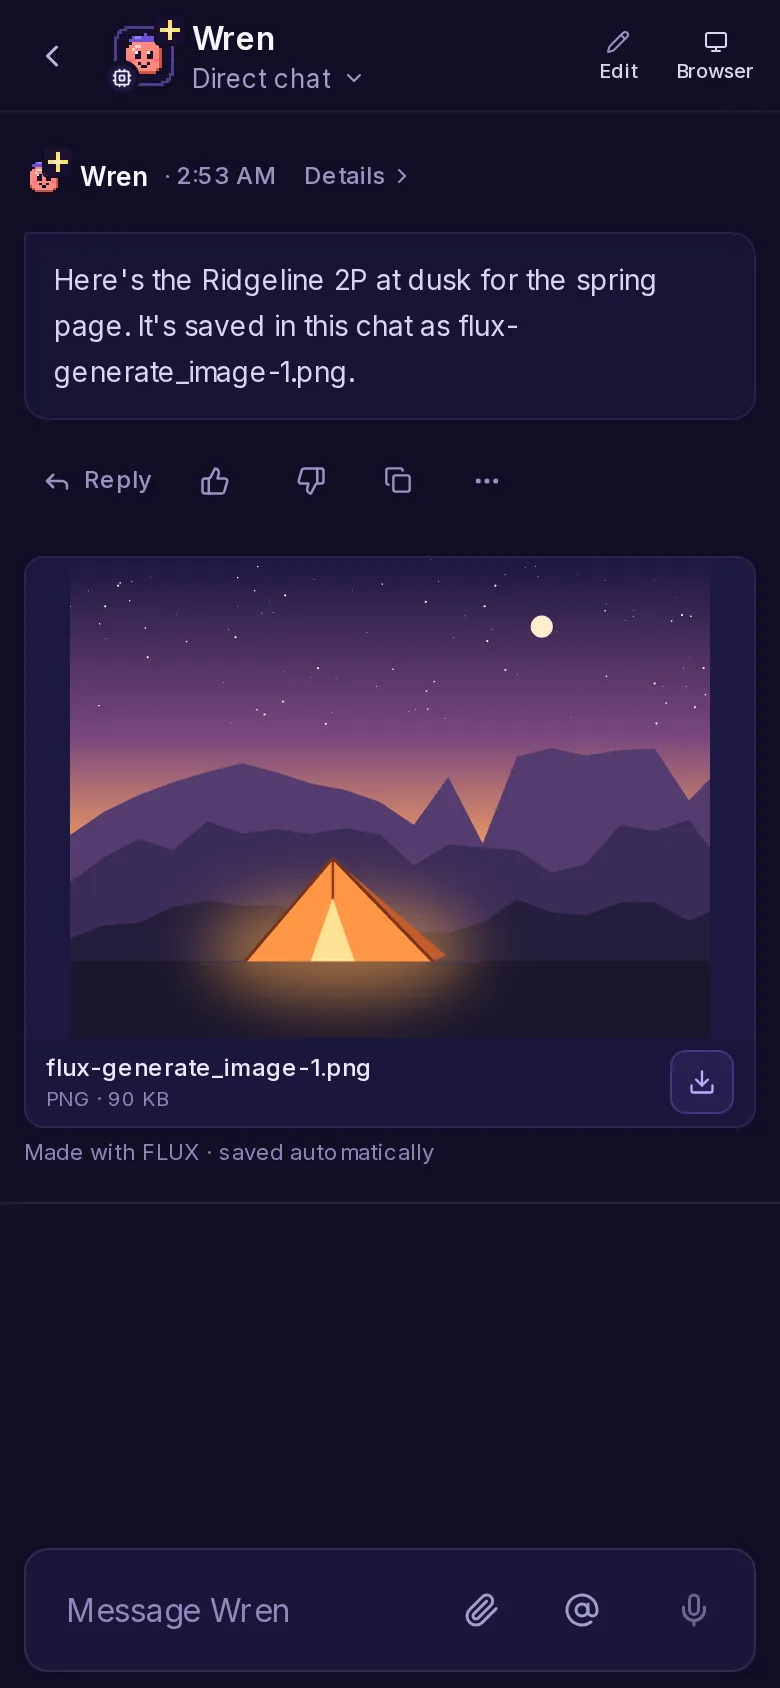 Wren
Direct chat
Edit
Browser
Wren · 2:53 AM Details
Here's the Ridgeline 2P at dusk for the spring
page. It's saved in this chat as flux-
generate_image-1.png.
Reply
flux-generate_image-1.png
PNG · 90 KB
Made with FLUX · saved automatically
Message Wren